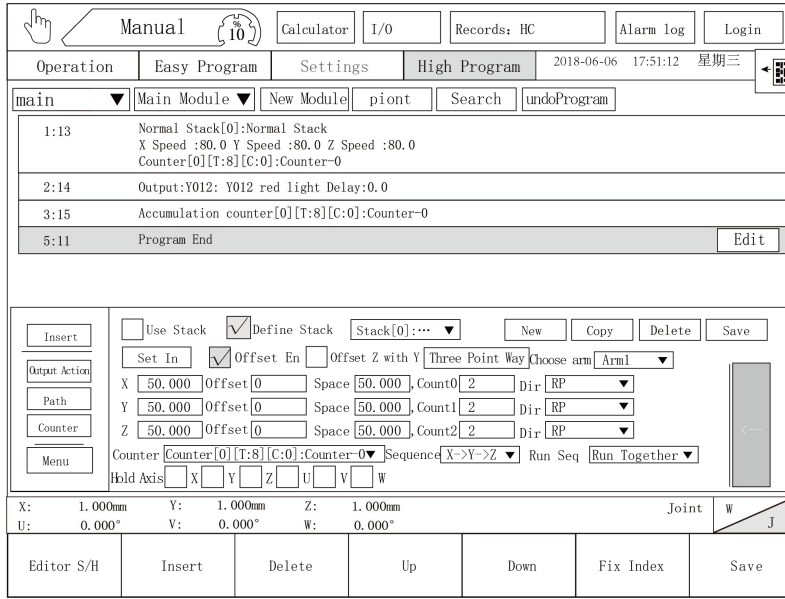 Manual % 10 Calculator I/O Records: HC Alarm log Login
Operation Easy Program Settings High Program 2018-06-06 17:51:12 星期三
main Main Module New Module piont Search undoProgram
1:13 Normal Stack[0]:Normal Stack
X Speed :80.0 Y Speed :80.0 Z Speed :80.0
Counter[0][T:8][C:0]:Counter-0
2:14 Output:Y012: Y012 red light Delay:0.0
3:15 Accumulation counter[0][T:8][C:0]:Counter-0
5:11 Program End Edit
Insert Use Stack Define Stack Stack[0]:··· New Copy Delete Save
Output Action Set In Offset En Offset Z with Y Three Point Way Choose arm Arm1
X 50.000 Offset 0 Space 50.000 ,Count0 2 Dir RP
Path Y 50.000 Offset 0 Space 50.000 ,Count1 2 Dir RP
Counter Z 50.000 Offset 0 Space 50.000 ,Count2 2 Dir RP
Menu Counter Counter[0][T:8][C:0]:Counter-0 Sequence X->Y->Z Run Seq Run Together
Hold Axis X Y Z U V W
X: 1.000mm Y: 1.000mm Z: 1.000mm Joint W
U: 0.000° V: 0.000° W: 0.000° J
Editor S/H Insert Delete Up Down Fix Index Save